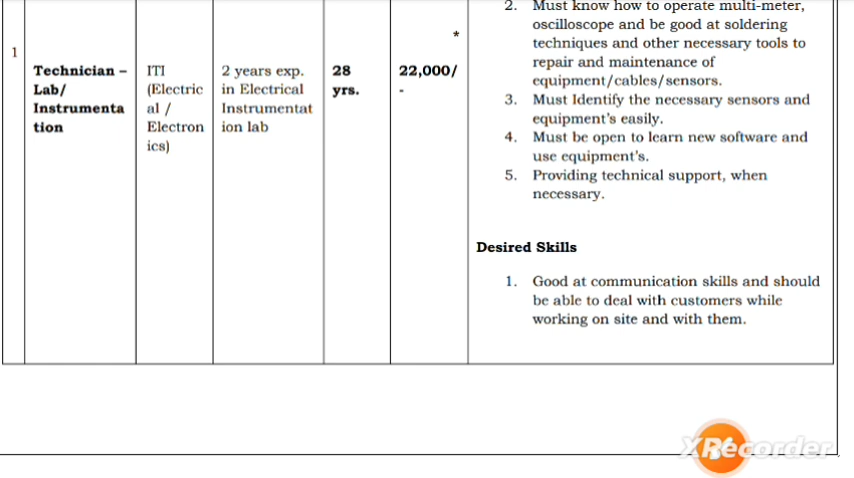 1
Technician –
Lab/
Instrumenta
tion
ITI
(Electric
al /
Electron
ics)
2 years exp.
in Electrical
Instrumentat
ion lab
28
yrs.
*
22,000/
-
2. Must know how to operate multi-meter,
oscilloscope and be good at soldering
techniques and other necessary tools to
repair and maintenance of
equipment/cables/sensors.
3. Must Identify the necessary sensors and
equipment's easily.
4. Must be open to learn new software and
use equipment's.
5. Providing technical support, when
necessary.
Desired Skills
1. Good at communication skills and should
be able to deal with customers while
working on site and with them.
XRecorder